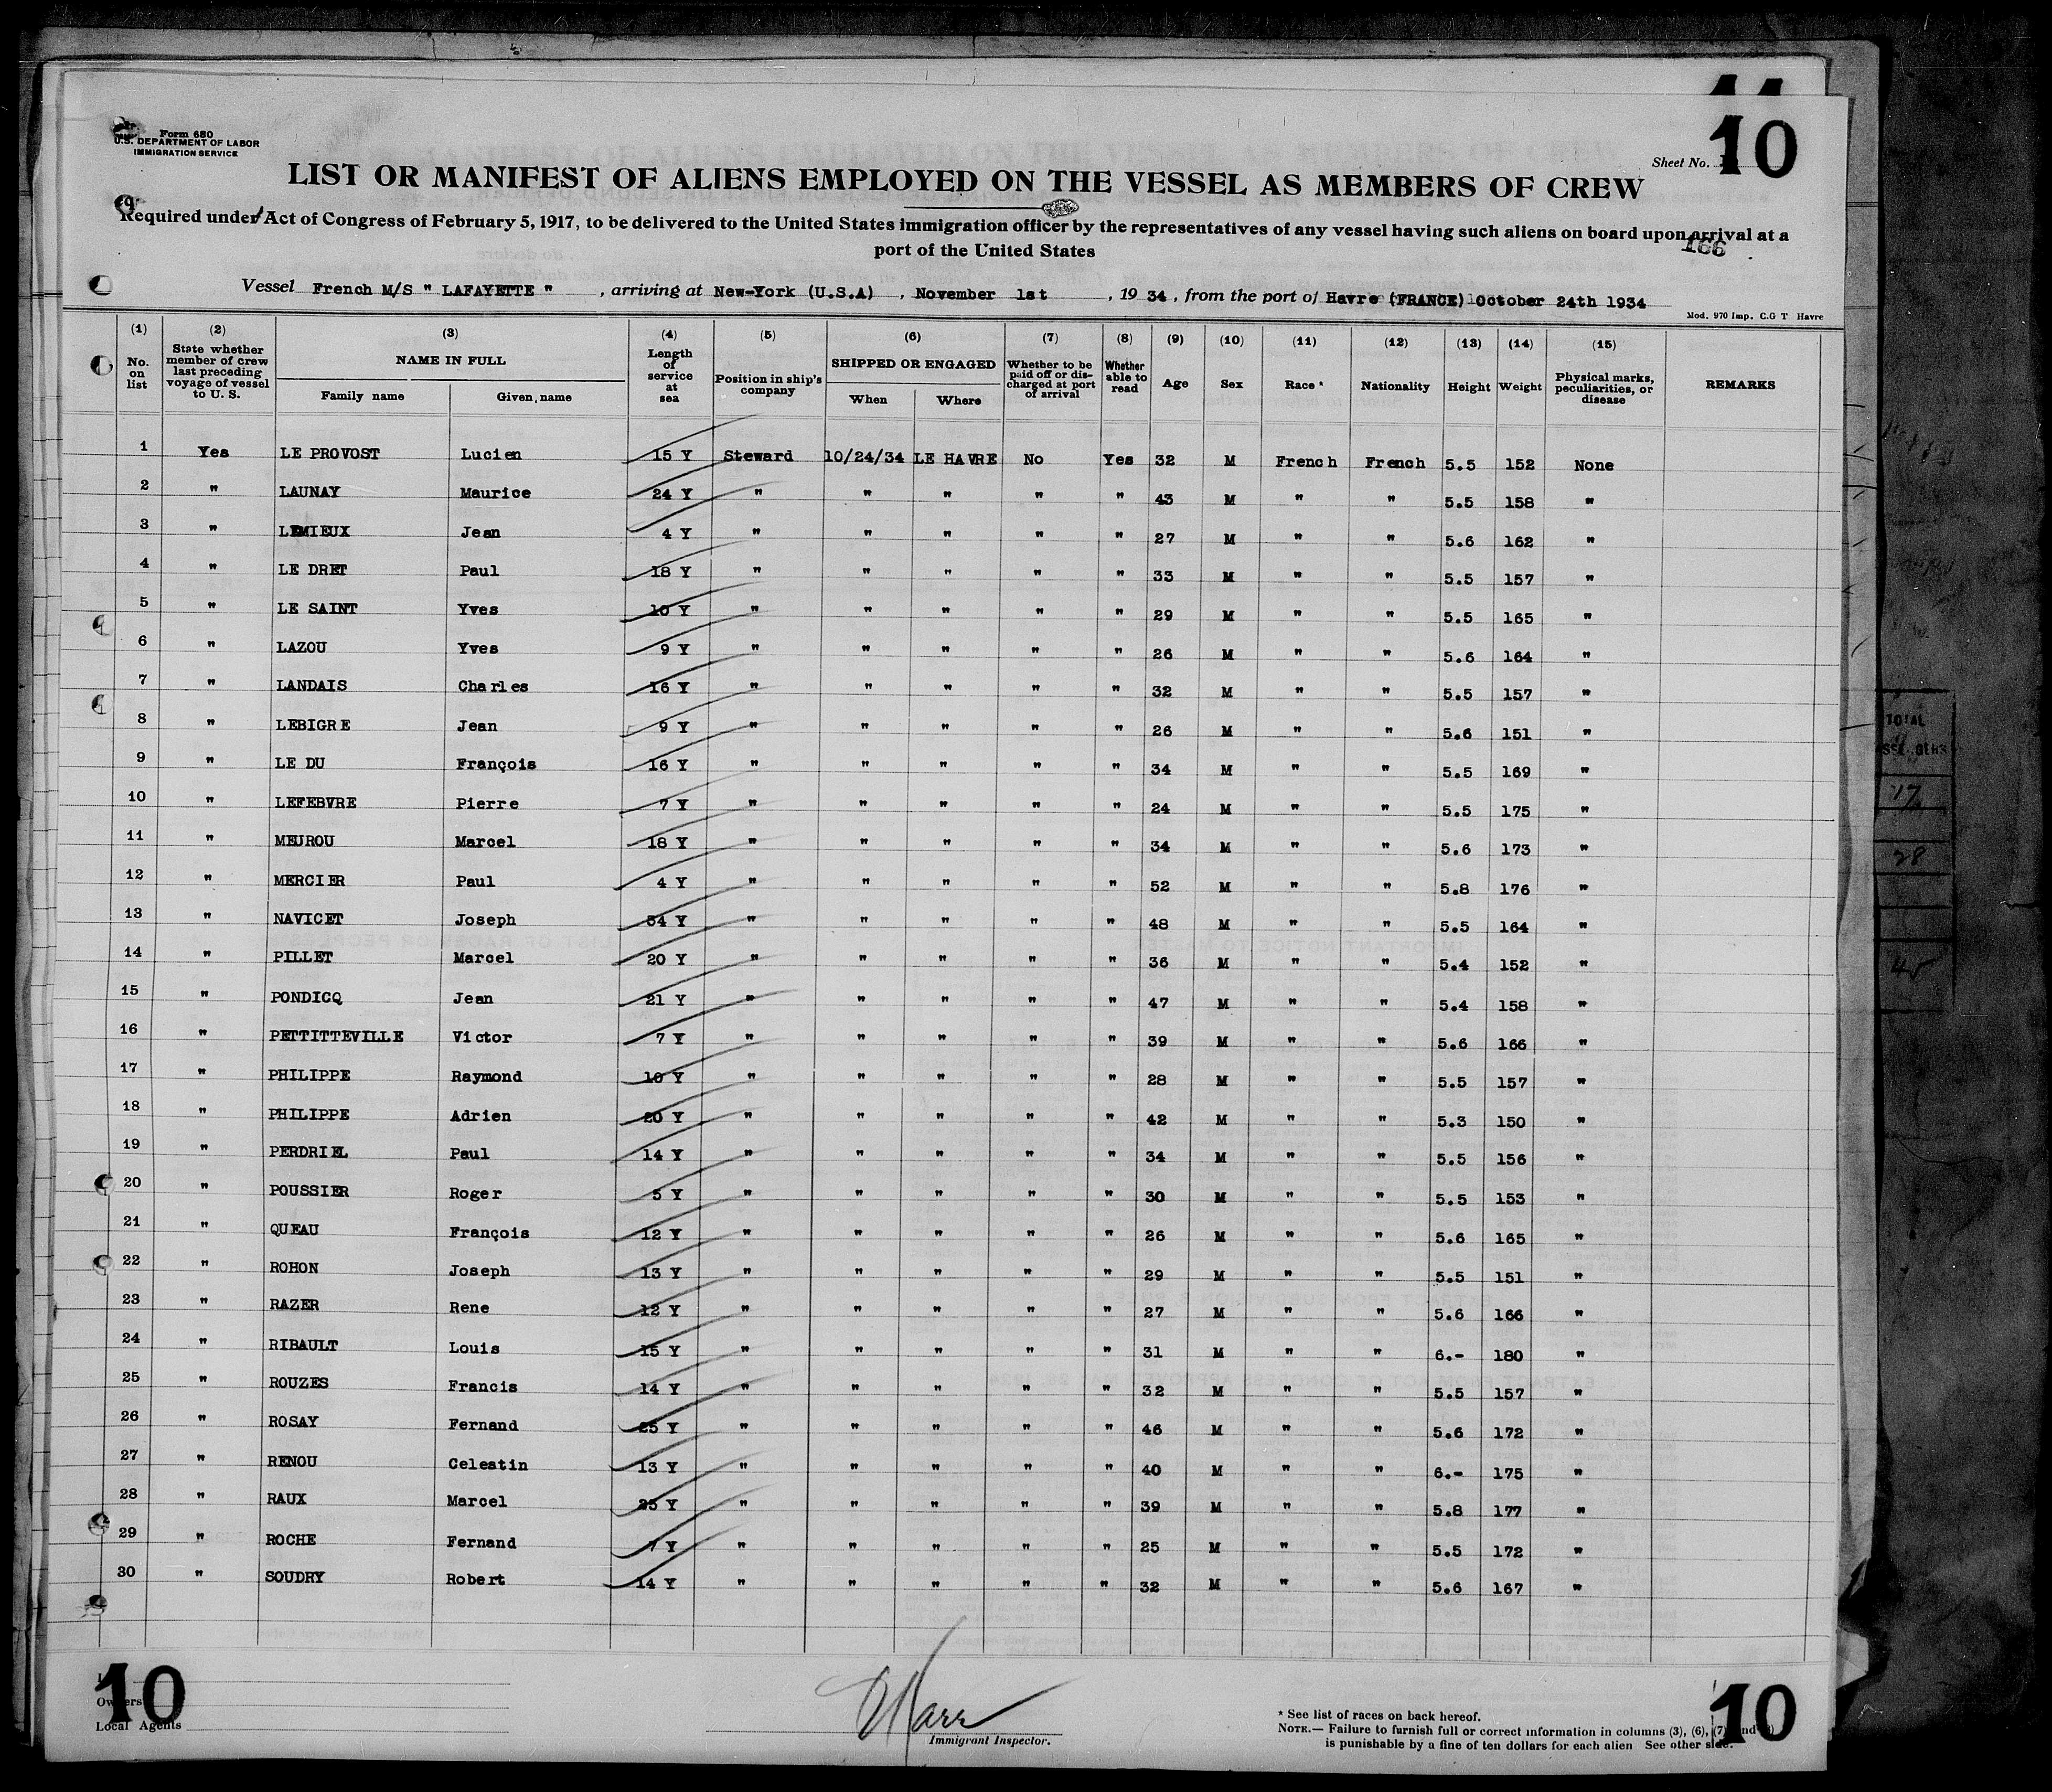 11
Form 680
U.S. DEPARTMENT OF LABOR
IMMIGRATION SERVICE
Sheet No. 10
LIST OR MANIFEST OF ALIENS EMPLOYED ON THE VESSEL AS MEMBERS OF CREW
Required under Act of Congress of February 5, 1917, to be delivered to the United States immigration officer by the representatives of any vessel having such aliens on board upon arrival at a
port of the United States
166
Vessel French M/S " LAFAYETTE " , arriving at New-York (U.S.A) , November 1st , 19 34 , from the port of Havre (FRANCE) October 24th 1934
Mod. 970 Imp. C.G T Havre
(1) No. on list (2) State whether member of crew last preceding voyage of vessel to U. S. (3) NAME IN FULL Family name Given name (4) Length of service at sea (5) Position in ship's company (6) SHIPPED OR ENGAGED When Where (7) Whether to be paid off or discharged at port of arrival (8) Whether able to read (9) Age (10) Sex (11) Race * (12) Nationality (13) Height (14) Weight (15) Physical marks, peculiarities, or disease REMARKS
1 Yes LE PROVOST Lucien 15 Y Steward 10/24/34 LE HAVRE No Yes 32 M French French 5.5 152 None
2 " LAUNAY Maurice 24 Y " " " " " 43 M " " 5.5 158 "
3 " LEMIEUX Jean 4 Y " " " " " 27 M " " 5.6 162 "
4 " LE DRET Paul 18 Y " " " " " 33 M " " 5.5 157 "
5 " LE SAINT Yves 10 Y " " " " " 29 M " " 5.5 165 "
6 " LAZOU Yves 9 Y " " " " " 26 M " " 5.6 164 "
7 " LANDAIS Charles 16 Y " " " " " 32 M " " 5.5 157 "
8 " LEBIGRE Jean 9 Y " " " " " 26 M " " 5.6 151 "
9 " LE DU François 16 Y " " " " " 34 M " " 5.5 169 "
10 " LEFEBVRE Pierre 7 Y " " " " " 24 M " " 5.5 175 "
11 " MEUROU Marcel 18 Y " " " " " 34 M " " 5.6 173 "
12 " MERCIER Paul 4 Y " " " " " 52 M " " 5.8 176 "
13 " NAVICET Joseph 34 Y " " " " " 48 M " " 5.5 164 "
14 " PILLET Marcel 20 Y " " " " " 36 M " " 5.4 152 "
15 " PONDICQ Jean 21 Y " " " " " 47 M " " 5.4 158 "
16 " PETTITTEVILLE Victor 7 Y " " " " " 39 M " " 5.6 166 "
17 " PHILIPPE Raymond 10 Y " " " " " 28 M " " 5.5 157 "
18 " PHILIPPE Adrien 20 Y " " " " " 42 M " " 5.3 150 "
19 " PERDRIEL Paul 14 Y " " " " " 34 M " " 5.5 156 "
20 " POUSSIER Roger 5 Y " " " " " 30 M " " 5.5 153 "
21 " QUEAU François 12 Y " " " " " 26 M " " 5.6 165 "
22 " ROHON Joseph 13 Y " " " " " 29 M " " 5.5 151 "
23 " RAZER Rene 12 Y " " " " " 27 M " " 5.6 166 "
24 " RIBAULT Louis 15 Y " " " " " 31 M " " 6.- 180 "
25 " ROUZES Francis 14 Y " " " " " 32 M " " 5.5 157 "
26 " ROSAY Fernand 25 Y " " " " " 46 M " " 5.6 172 "
27 " RENOU Celestin 13 Y " " " " " 40 M " " 6.- 175 "
28 " RAUX Marcel 25 Y " " " " " 39 M " " 5.8 177 "
29 " ROCHE Fernand 7 Y " " " " " 25 M " " 5.5 172 "
30 " SOUDRY Robert 14 Y " " " " " 32 M " " 5.6 167 "
TOTAL
17
28
45
10
Owners
Local Agents
Immigrant Inspector.
* See list of races on back hereof.
NOTE.— Failure to furnish full or correct information in columns (3), (6), (7) and
is punishable by a fine of ten dollars for each alien See other side.
10